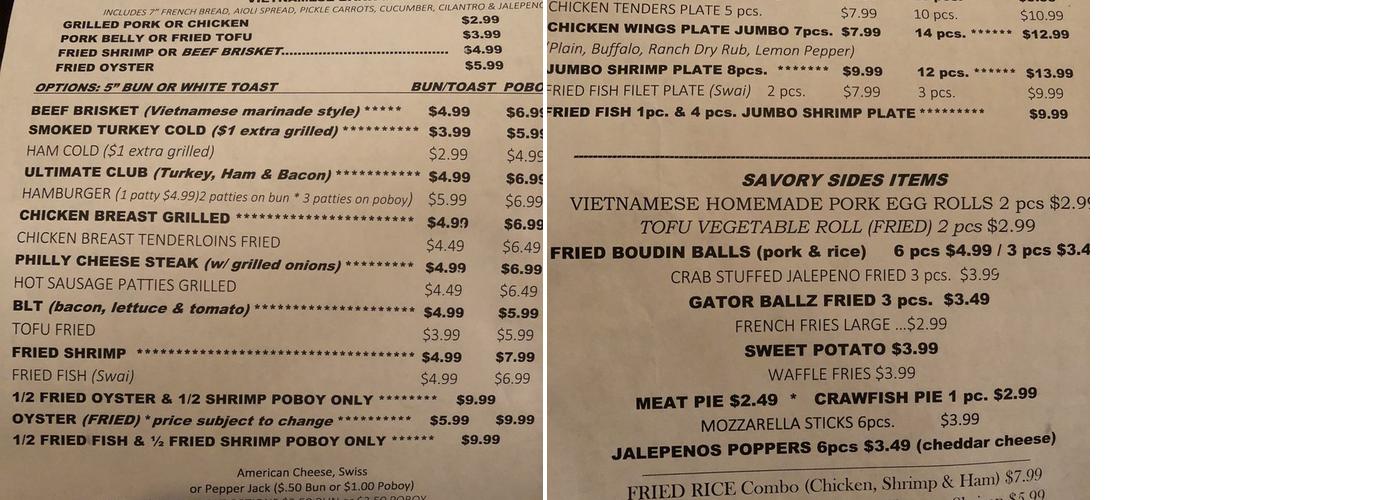 INCLUDES 7" FRENCH BREAD, AIOLI SPREAD, PICKLE CARROTS, CUCUMBER, CILANTRO &
GRILLED PORK OR CHICKEN $2.99
PORK BELLY OR FRIED TOFU $3.99
FRIED SHRIMP OR BEEF BRISKET................................................ $4.99
FRIED OYSTER $5.99
OPTIONS: 5" BUN OR WHITE TOAST BUN/TOAST POBO
BEEF BRISKET (Vietnamese marinade style) ***** $4.99 $6.99
SMOKED TURKEY COLD ($1 extra grilled) ********** $3.99 $5.99
HAM COLD ($1 extra grilled) $2.99 $4.99
ULTIMATE CLUB (Turkey, Ham & Bacon) *********** $4.99 $6.99
HAMBURGER (1 patty $4.99)2 patties on bun * 3 patties on poboy) $5.99 $6.99
CHICKEN BREAST GRILLED *********************** $4.99 $6.99
CHICKEN BREAST TENDERLOINS FRIED $4.49 $6.49
PHILLY CHEESE STEAK (w/ grilled onions) ********* $4.99 $6.99
HOT SAUSAGE PATTIES GRILLED $4.49 $6.49
BLT (bacon, lettuce & tomato) ********************* $4.99 $5.99
TOFU FRIED $3.99 $5.99
FRIED SHRIMP *********************************** $4.99 $7.99
FRIED FISH (Swai) $4.99 $6.99
1/2 FRIED OYSTER & 1/2 SHRIMP POBOY ONLY ******** $9.99
OYSTER (FRIED) *price subject to change ********** $5.99 $9.99
1/2 FRIED FISH & ½ FRIED SHRIMP POBOY ONLY ****** $9.99
American Cheese, Swiss
or Pepper Jack ($.50 Bun or $1.00 Poboy)
CHICKEN TENDERS PLATE 5 pcs. $7.99 10 pcs. $10.99
CHICKEN WINGS PLATE JUMBO 7pcs. $7.99 14 pcs. ****** $12.99
(Plain, Buffalo, Ranch Dry Rub, Lemon Pepper)
JUMBO SHRIMP PLATE 8pcs. ******* $9.99 12 pcs. ****** $13.99
FRIED FISH FILET PLATE (Swai) 2 pcs. $7.99 3 pcs. $9.99
FRIED FISH 1pc. & 4 pcs. JUMBO SHRIMP PLATE ********* $9.99
SAVORY SIDES ITEMS
VIETNAMESE HOMEMADE PORK EGG ROLLS 2 pcs $2.99
TOFU VEGETABLE ROLL (FRIED) 2 pcs $2.99
FRIED BOUDIN BALLS (pork & rice) 6 pcs $4.99 / 3 pcs $3.4
CRAB STUFFED JALEPENO FRIED 3 pcs. $3.99
GATOR BALLZ FRIED 3 pcs. $3.49
FRENCH FRIES LARGE ...$2.99
SWEET POTATO $3.99
WAFFLE FRIES $3.99
MEAT PIE $2.49 * CRAWFISH PIE 1 pc. $2.99
MOZZARELLA STICKS 6pcs. $3.99
JALEPENOS POPPERS 6pcs $3.49 (cheddar cheese)
FRIED RICE Combo (Chicken, Shrimp & Ham) $7.99